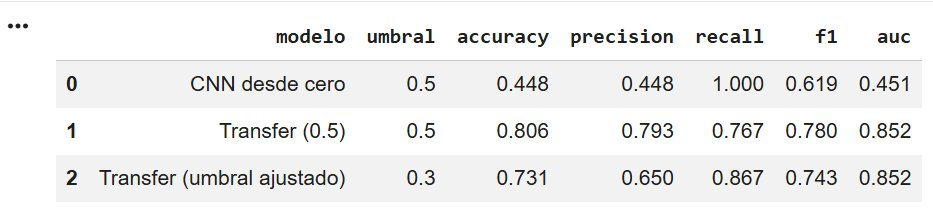 •••
modelo umbral accuracy precision recall f1 auc
0 CNN desde cero 0.5 0.448 0.448 1.000 0.619 0.451
1 Transfer (0.5) 0.5 0.806 0.793 0.767 0.780 0.852
2 Transfer (umbral ajustado) 0.3 0.731 0.650 0.867 0.743 0.852